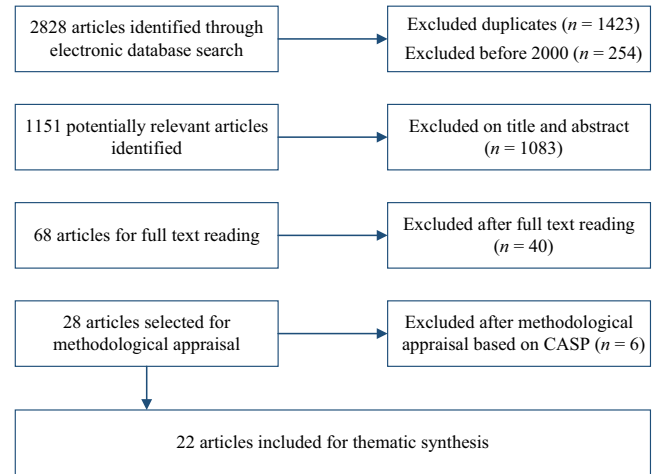 2828 articles identified through
electronic database search
Excluded duplicates (n = 1423)
Excluded before 2000 (n = 254)
1151 potentially relevant articles
identified
Excluded on title and abstract
(n = 1083)
68 articles for full text reading
Excluded after full text reading
(n = 40)
28 articles selected for
methodological appraisal
Excluded after methodological
appraisal based on CASP (n = 6)
22 articles included for thematic synthesis